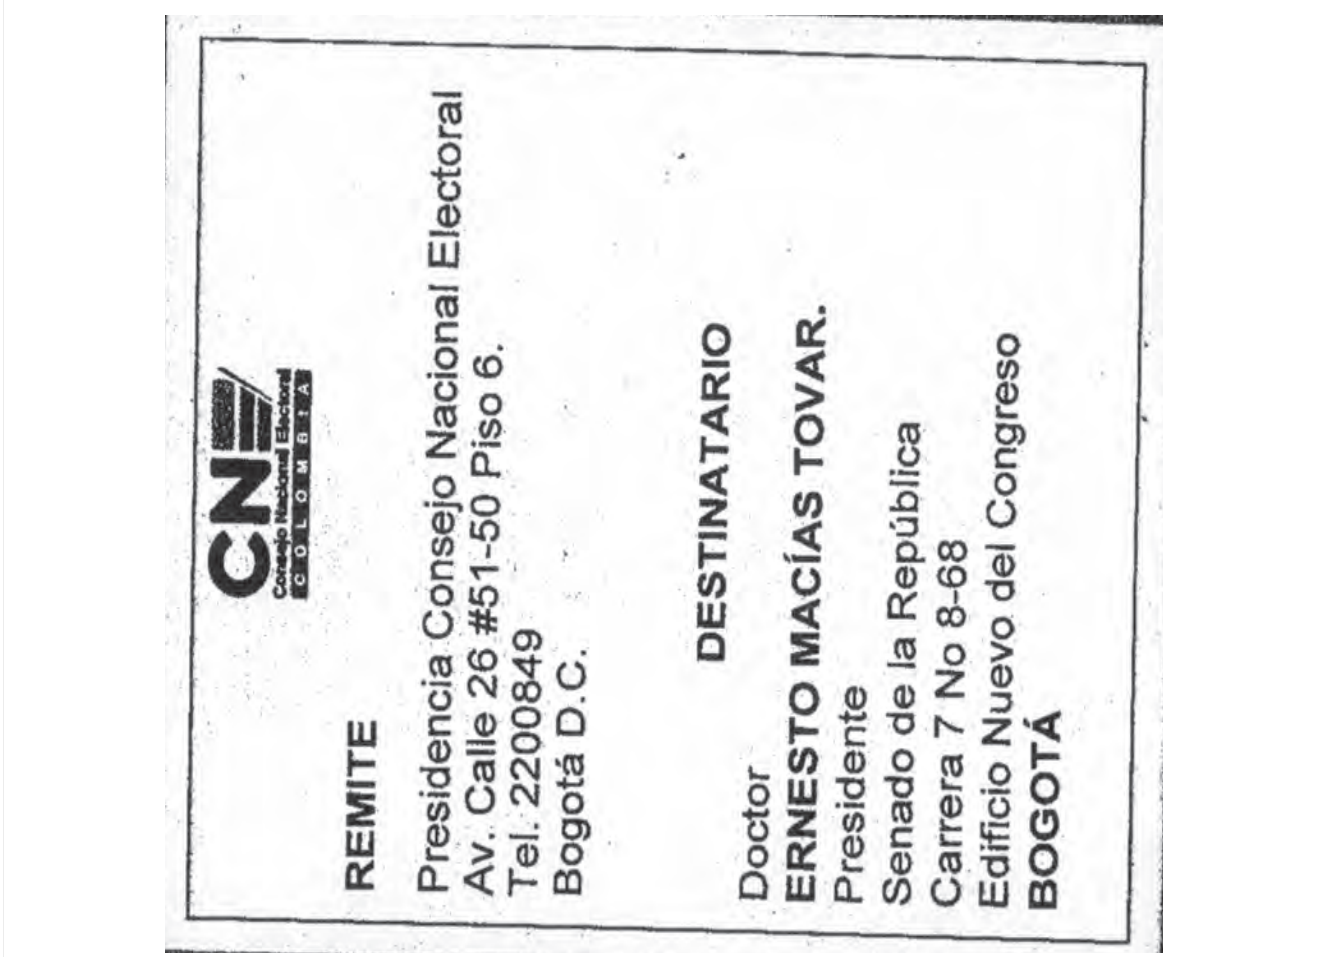 CNE
Consejo Nacional Electoral
COLOMBIA
REMITE
Presidencia Consejo Nacional Electoral
Av. Calle 26 #51-50 Piso 6.
Tel. 2200849
Bogotá D.C.
DESTINATARIO
Doctor
ERNESTO MACÍAS TOVAR.
Presidente
Senado de la República
Carrera 7 No 8-68
Edificio Nuevo del Congreso
BOGOTÁ